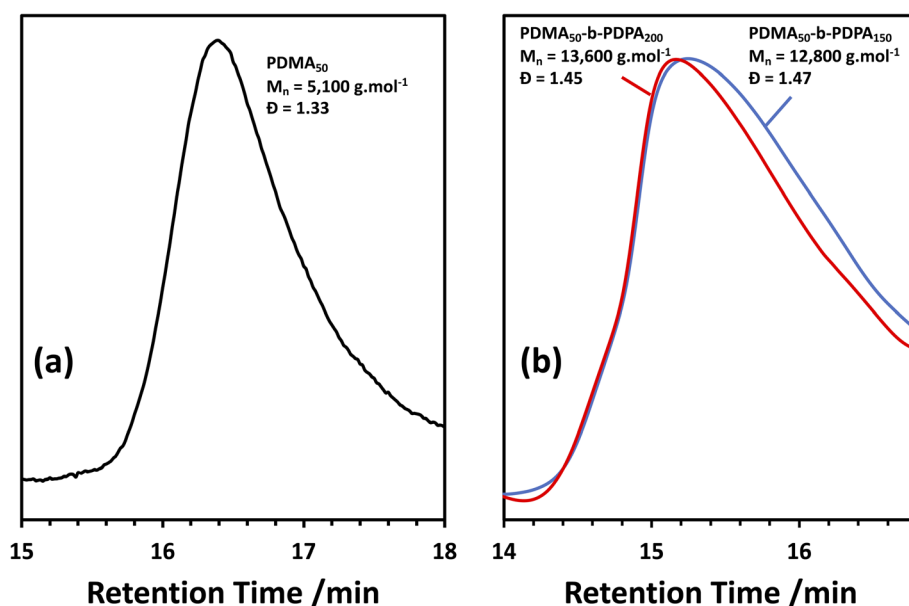 PDMA₅₀
Mₙ = 5,100 g.mol⁻¹
Đ = 1.33
(a)
15 16 17 18
Retention Time /min
PDMA₅₀-b-PDPA₂₀₀
Mₙ = 13,600 g.mol⁻¹
Đ = 1.45
PDMA₅₀-b-PDPA₁₅₀
Mₙ = 12,800 g.mol⁻¹
Đ = 1.47
(b)
14 15 16
Retention Time /min